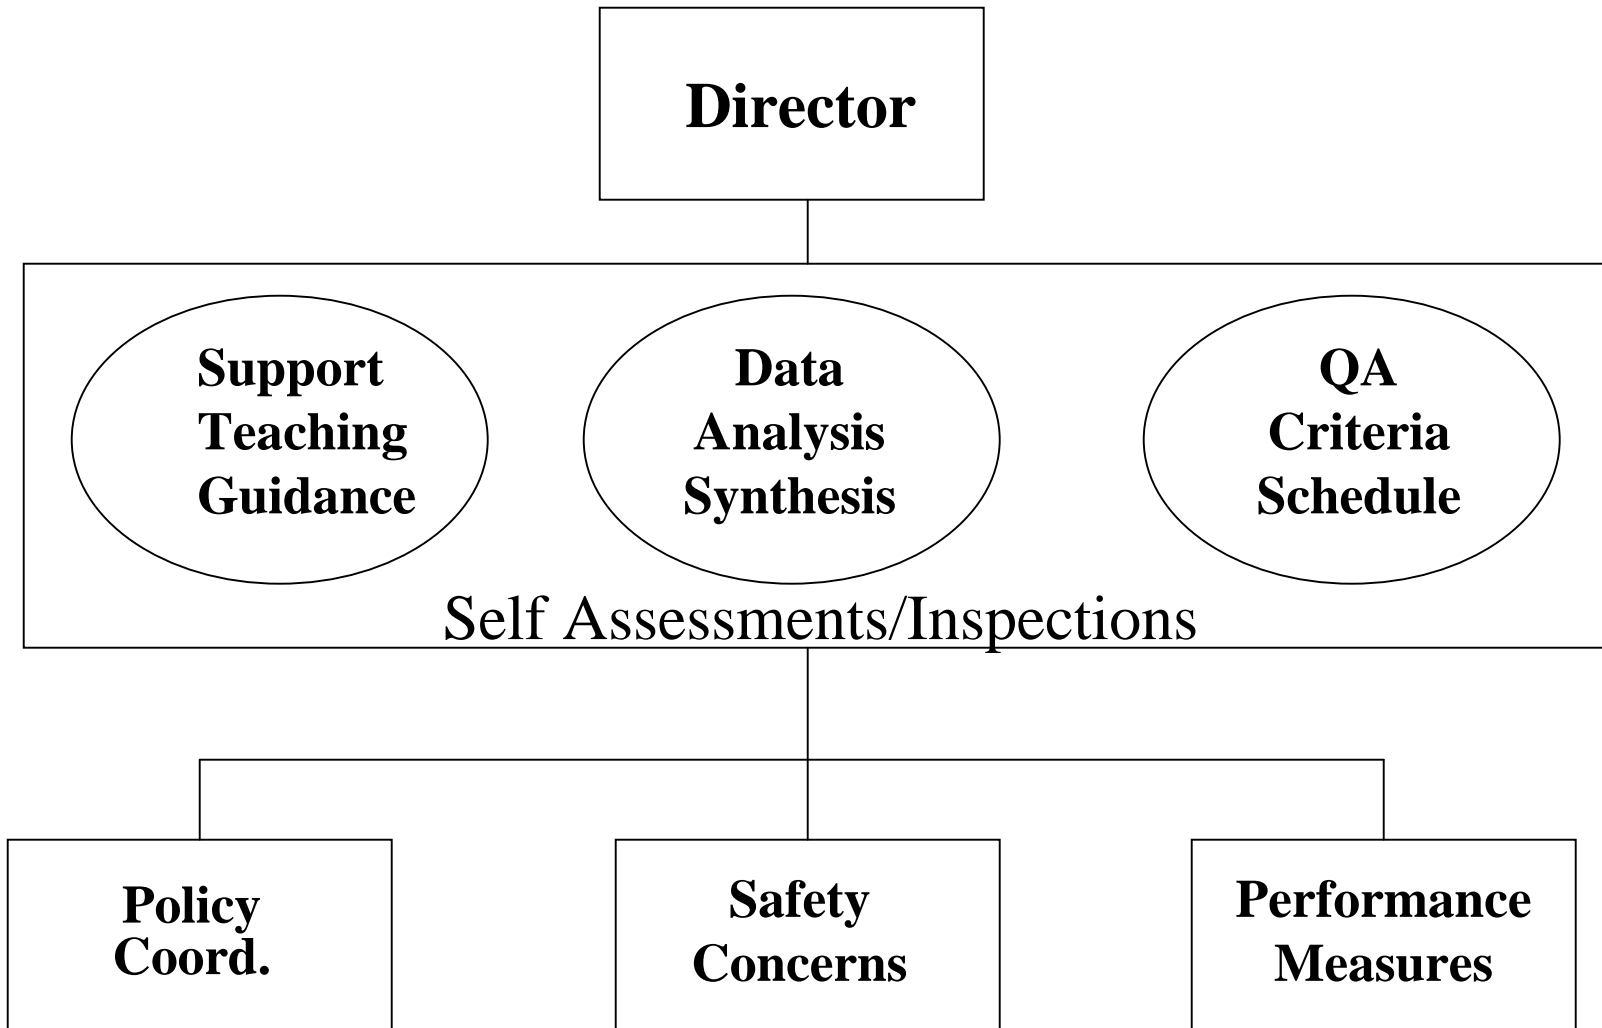 Director
Support
Teaching
Guidance
Data
Analysis
Synthesis
QA
Criteria
Schedule
Self Assessments/Inspections
Policy
Coord.
Safety
Concerns
Performance
Measures